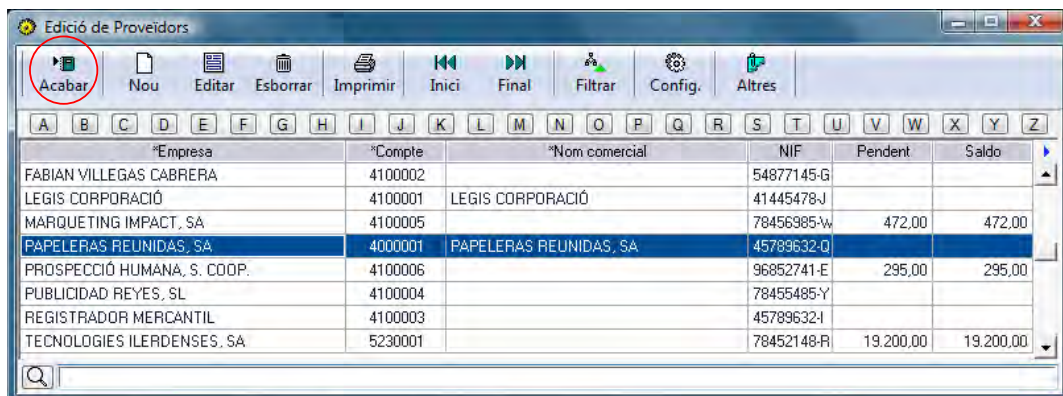 Edició de Proveïdors
Acabar Nou Editar Esborrar Imprimir Inici Final Filtrar Config. Altres
A B C D E F G H I J K L M N O P Q R S T U V W X Y Z
*Empresa *Compte *Nom comercial NIF Pendent Saldo
FABIAN VILLEGAS CABRERA 4100002 54877145-G
LEGIS CORPORACIÓ 4100001 LEGIS CORPORACIÓ 41445478-J
MARQUETING IMPACT, SA 4100005 78456985-W 472,00 472,00
PAPELERAS REUNIDAS, SA 4000001 PAPELERAS REUNIDAS, SA 45789632-Q
PROSPECCIÓ HUMANA, S. COOP. 4100006 96852741-E 295,00 295,00
PUBLICIDAD REYES, SL 4100004 78455485-Y
REGISTRADOR MERCANTIL 4100003 45789632-I
TECNOLOGIES ILERDENSES, SA 5230001 78452148-R 19.200,00 19.200,00